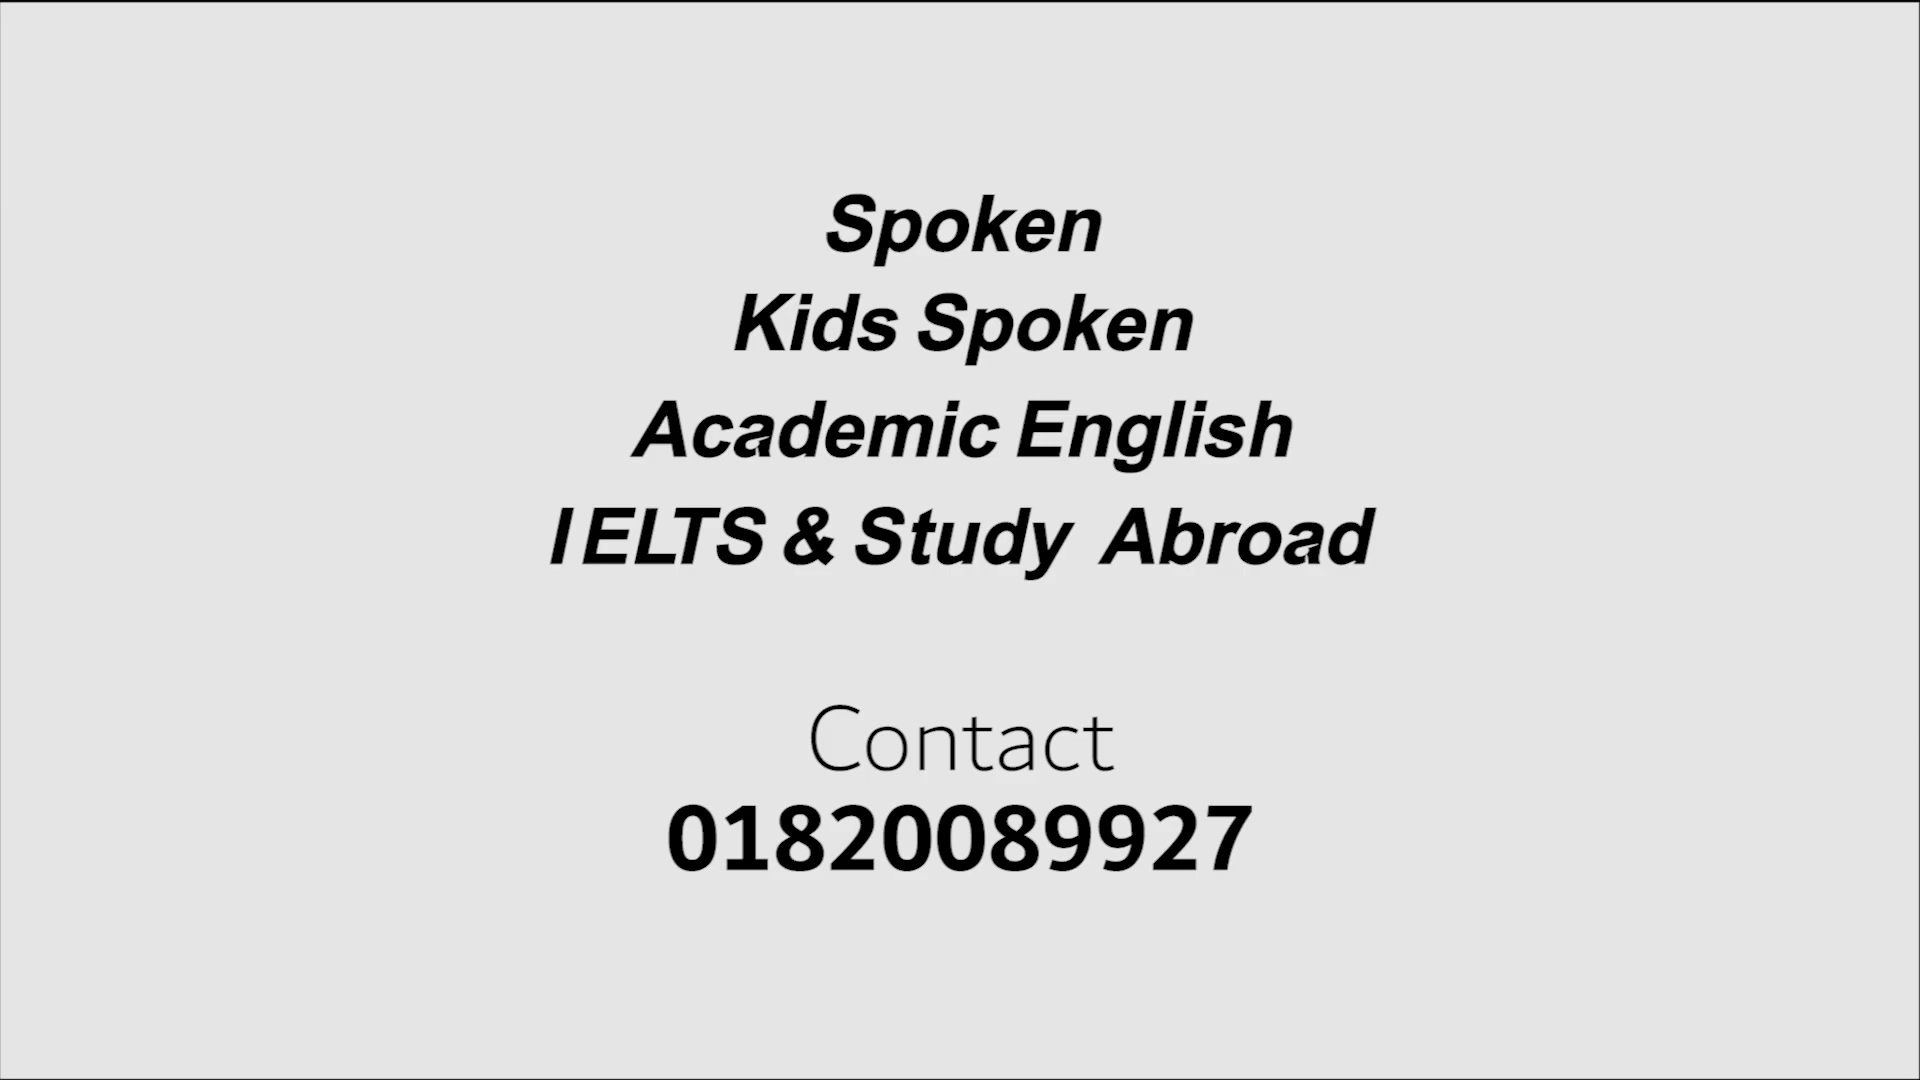 Spoken
Kids Spoken
Academic English
IELTS & Study Abroad
Contact
01820089927